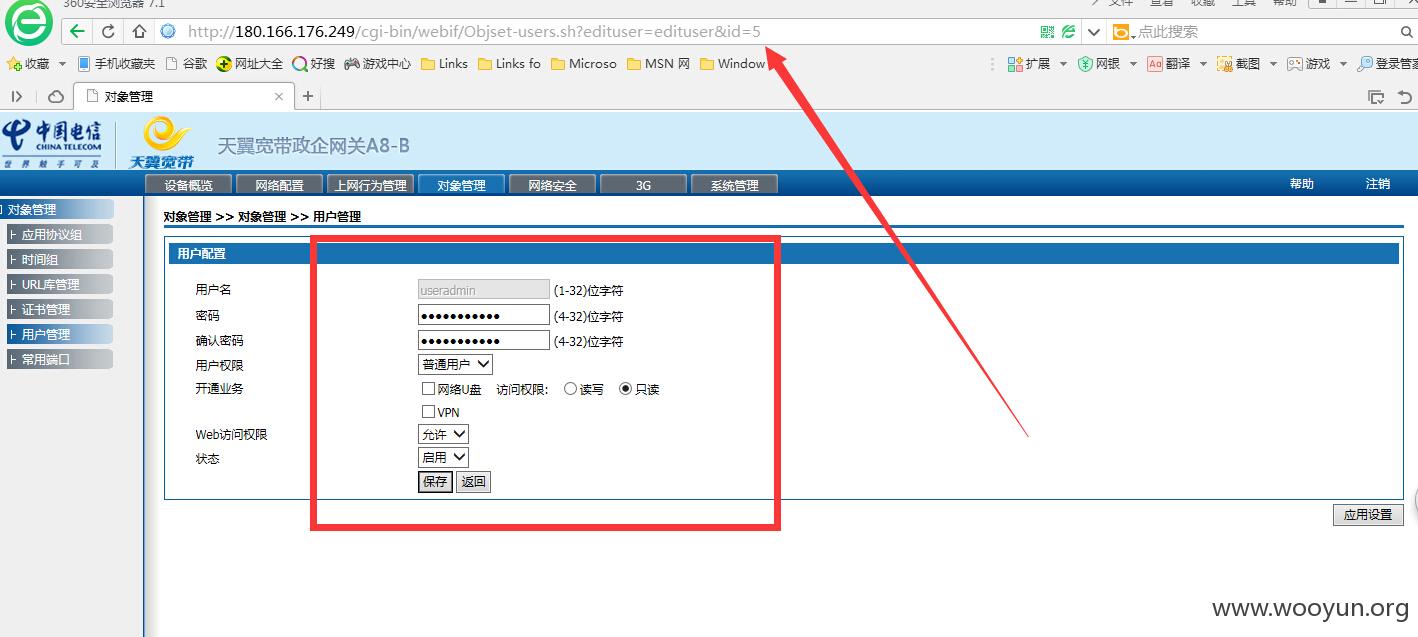 360安全浏览器 7.1 文件 查看 收藏 工具 帮助
http://180.166.176.249/cgi-bin/webif/Objset-users.sh?edituser=edituser&id=5 点此搜索
收藏 手机收藏夹 谷歌 网址大全 好搜 游戏中心 Links Links fo Microso MSN 网 Window 扩展 网银 Aa 翻译 截图 游戏 登录管家
对象管理
中国电信 CHINA TELECOM 世界触手可及 天翼宽带 天翼宽带政企网关A8-B
设备概览 网络配置 上网行为管理 对象管理 网络安全 3G 系统管理 帮助 注销
对象管理
应用协议组
时间组
URL库管理
证书管理
用户管理
常用端口
对象管理 >> 对象管理 >> 用户管理
用户配置
用户名 useradmin (1-32)位字符
密码 ●●●●●●●●●●● (4-32)位字符
确认密码 ●●●●●●●●●●● (4-32)位字符
用户权限 普通用户
开通业务 网络U盘 访问权限: 读写 只读
VPN
Web访问权限 允许
状态 启用
保存 返回
应用设置
www.wooyun.org